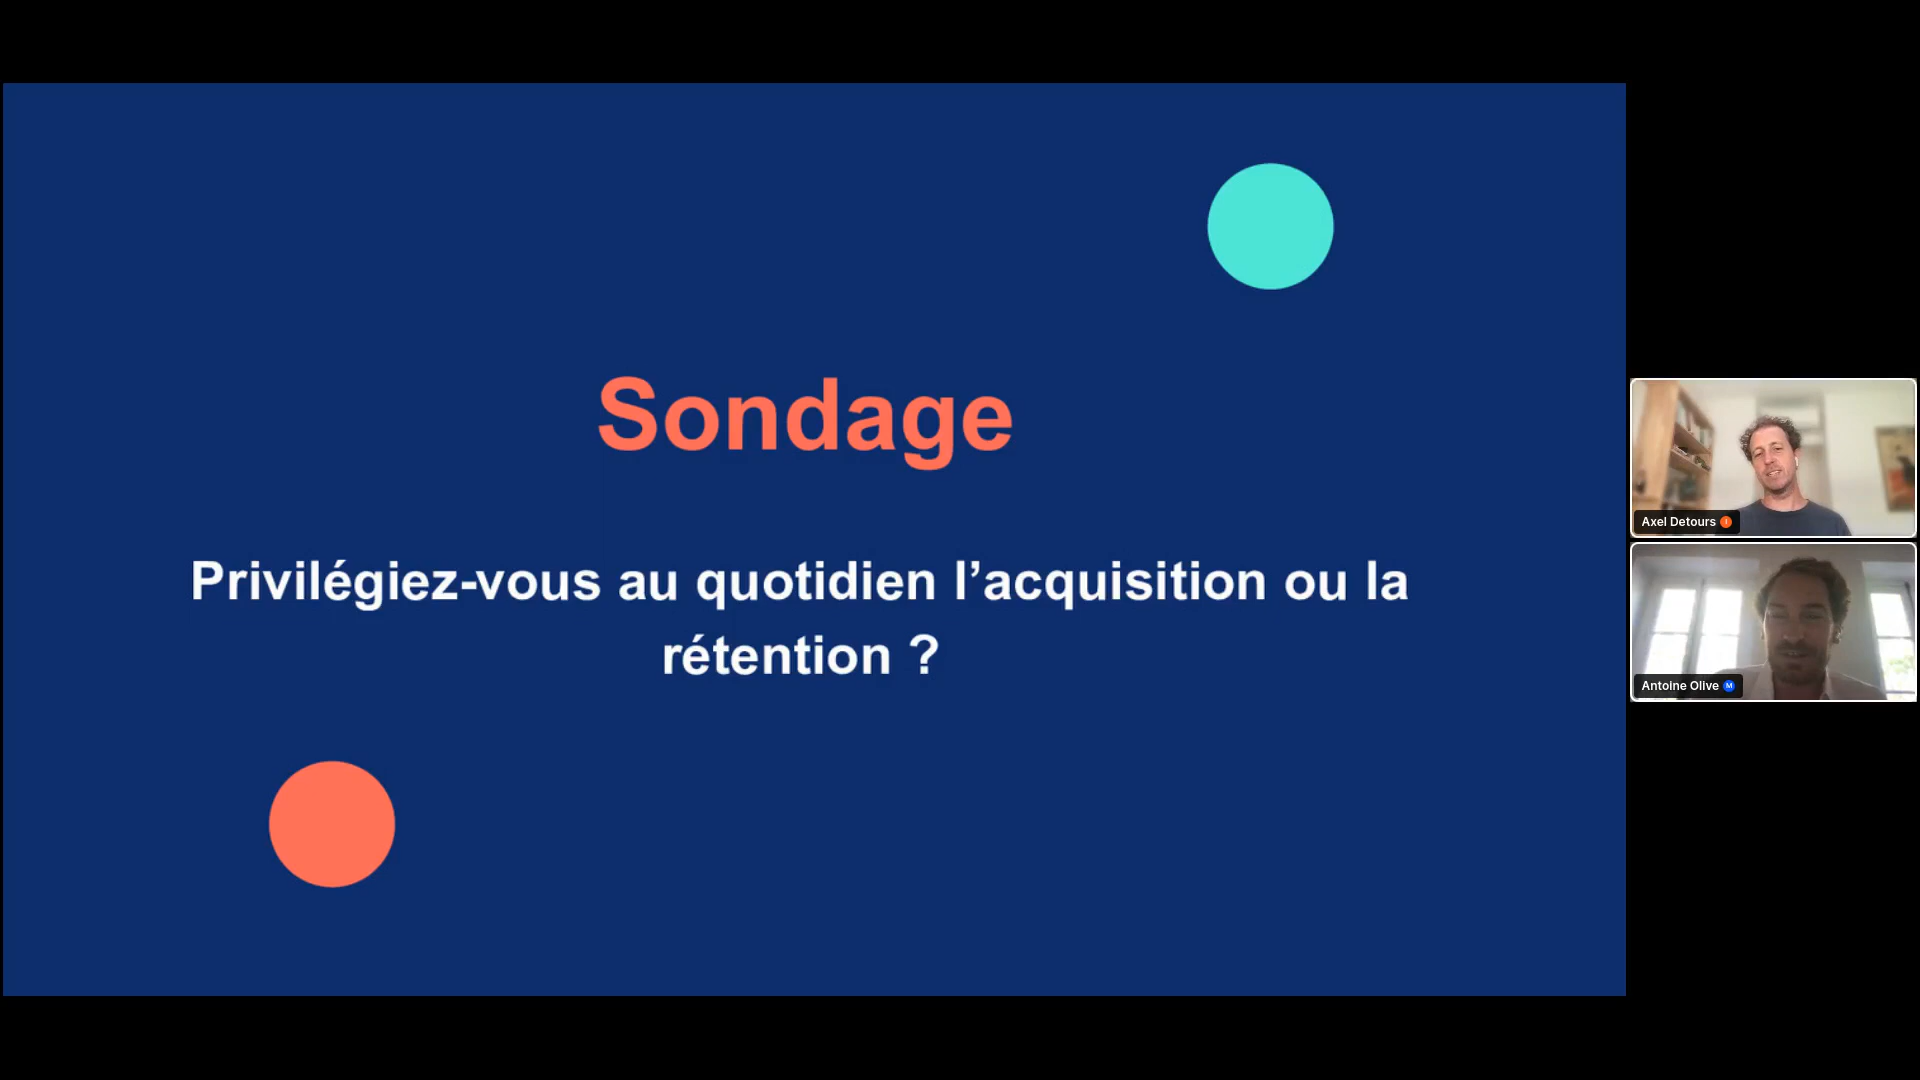 Sondage
Privilégiez-vous au quotidien l’acquisition ou la
rétention ?
Axel Detours
Antoine Olive M